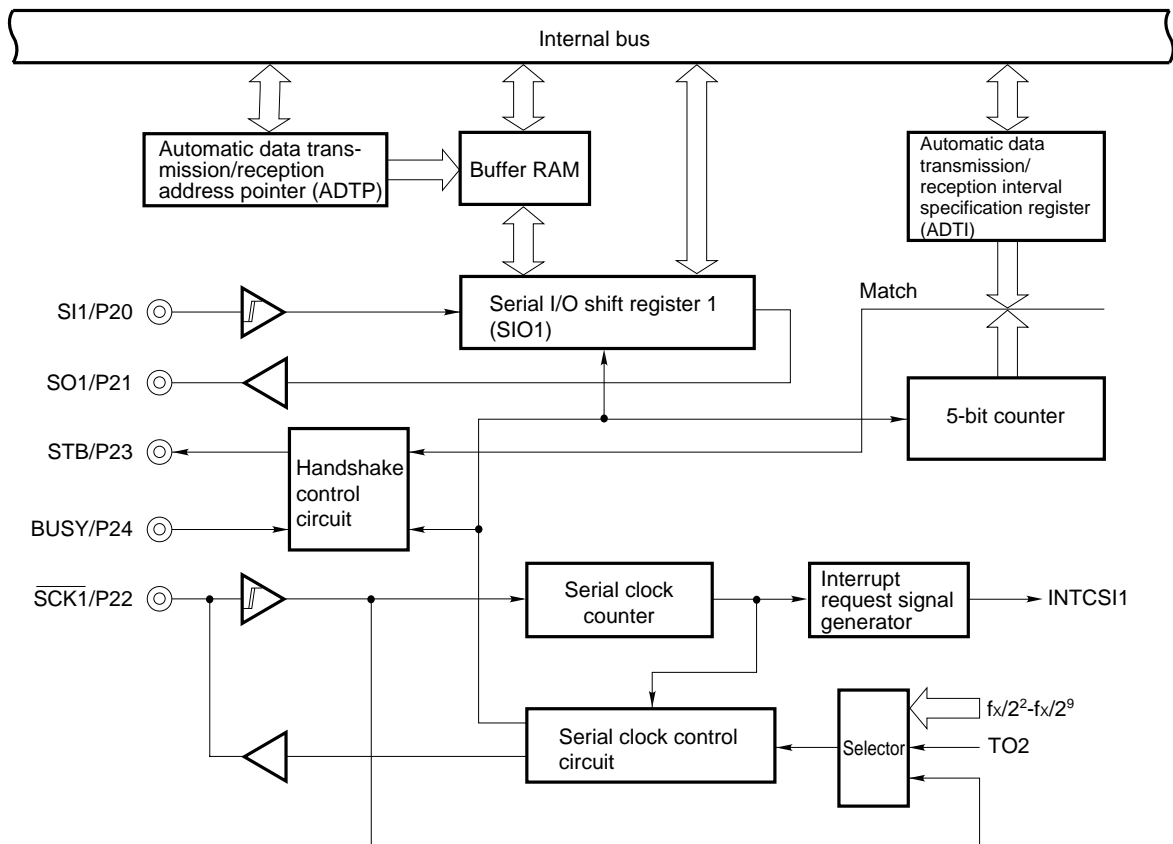 Internal bus
Automatic data trans-
mission/reception
address pointer (ADTP)
Buffer RAM
Automatic data
transmission/
reception interval
specification register
(ADTI)
SI1/P20
Serial I/O shift register 1
(SIO1)
Match
SO1/P21
5-bit counter
STB/P23
Handshake
control
circuit
BUSY/P24
SCK1/P22
Serial clock
counter
Interrupt
request signal
generator
INTCSI1
Serial clock control
circuit
Selector
fx/2²-fx/2⁹
TO2